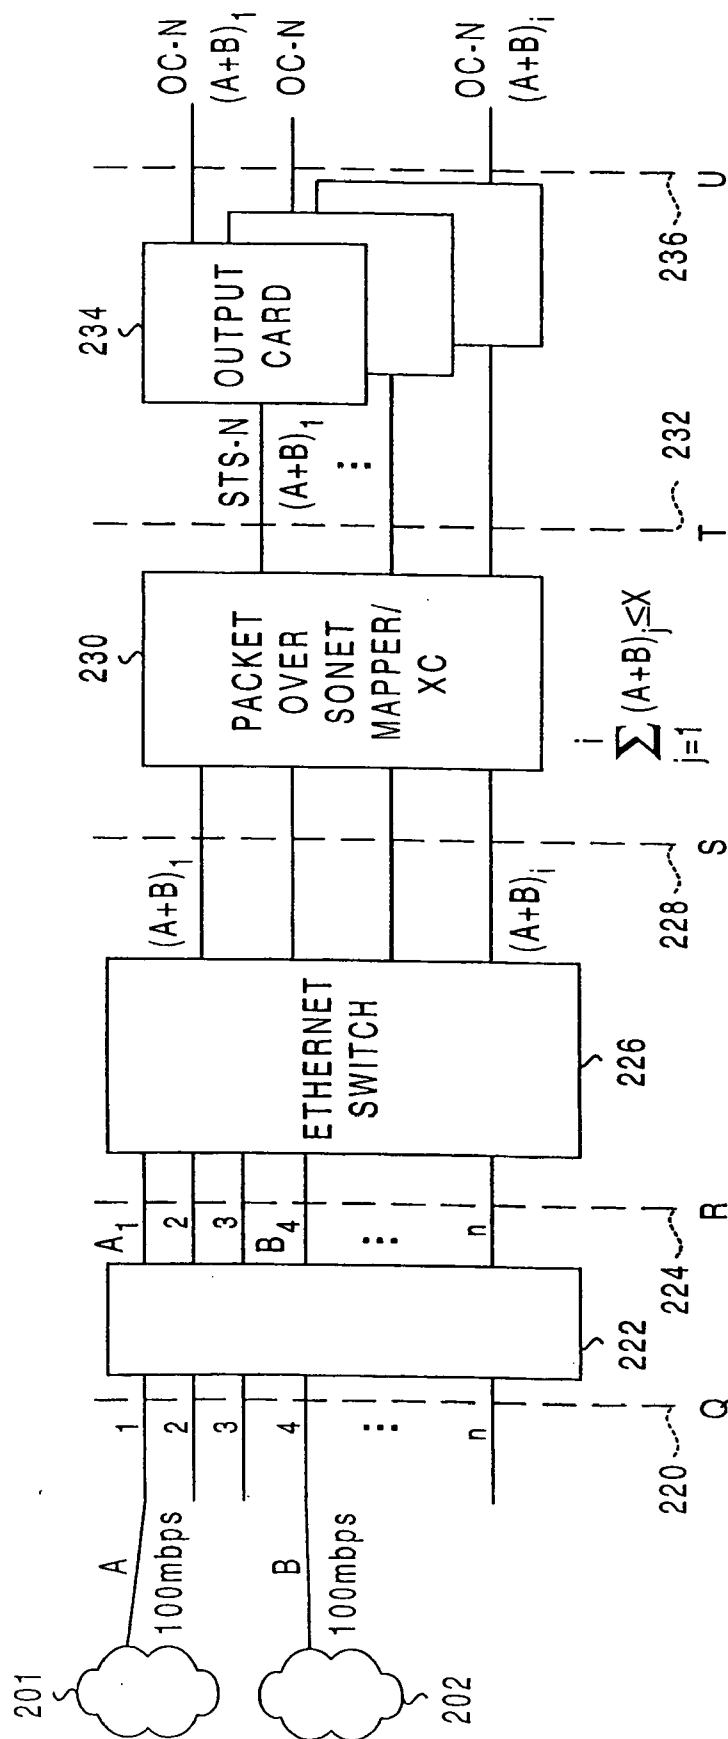 201
A
100mbps
B
100mbps
202
1
2
3
4
⋮
n
220
Q
222
A1
2
3
B4
⋮
n
224
R
ETHERNET
SWITCH
226
(A+B)1
(A+B)i
228
S
230
PACKET
OVER
SONET
MAPPER/
XC
i
∑ (A+B)j ≤X
j=1
T
232
STS-N
(A+B)1
⋮
234
OUTPUT
CARD
236
U
OC-N
(A+B)1
OC-N
OC-N
(A+B)i